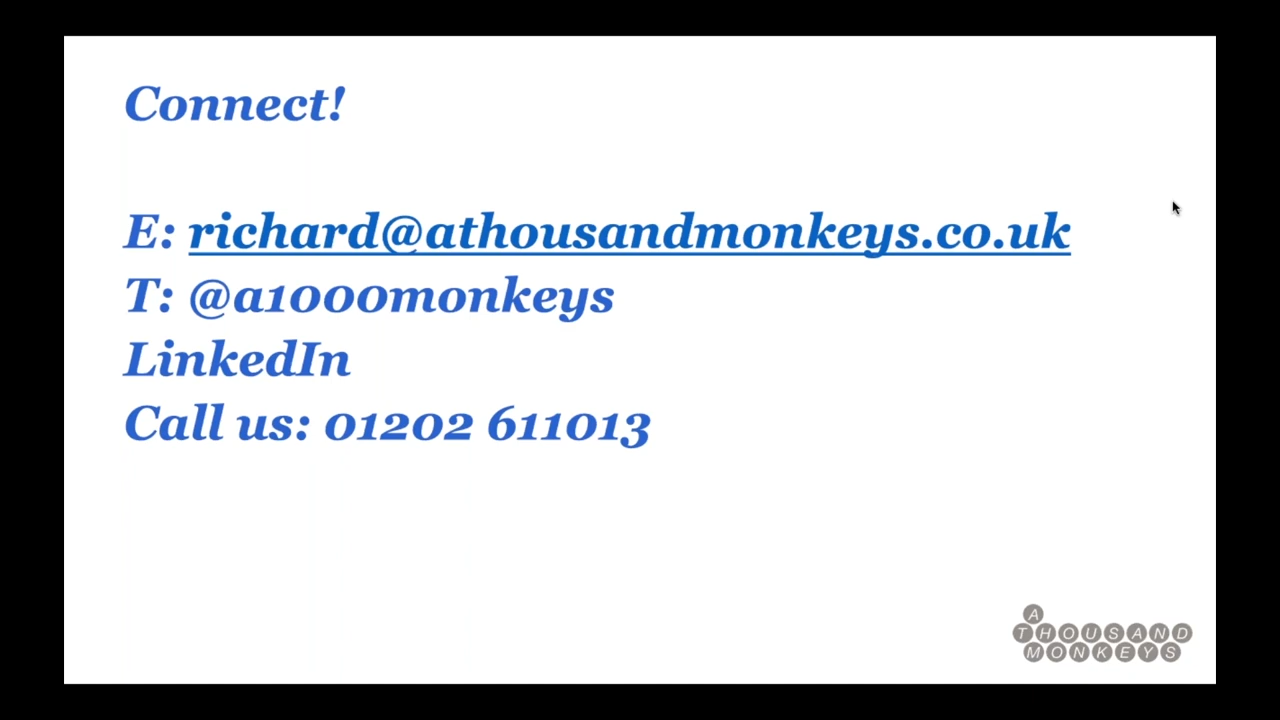 Connect!
E: richard@athousandmonkeys.co.uk
T: @a1000monkeys
LinkedIn
Call us: 01202 611013
A
THOUSAND
MONKEYS